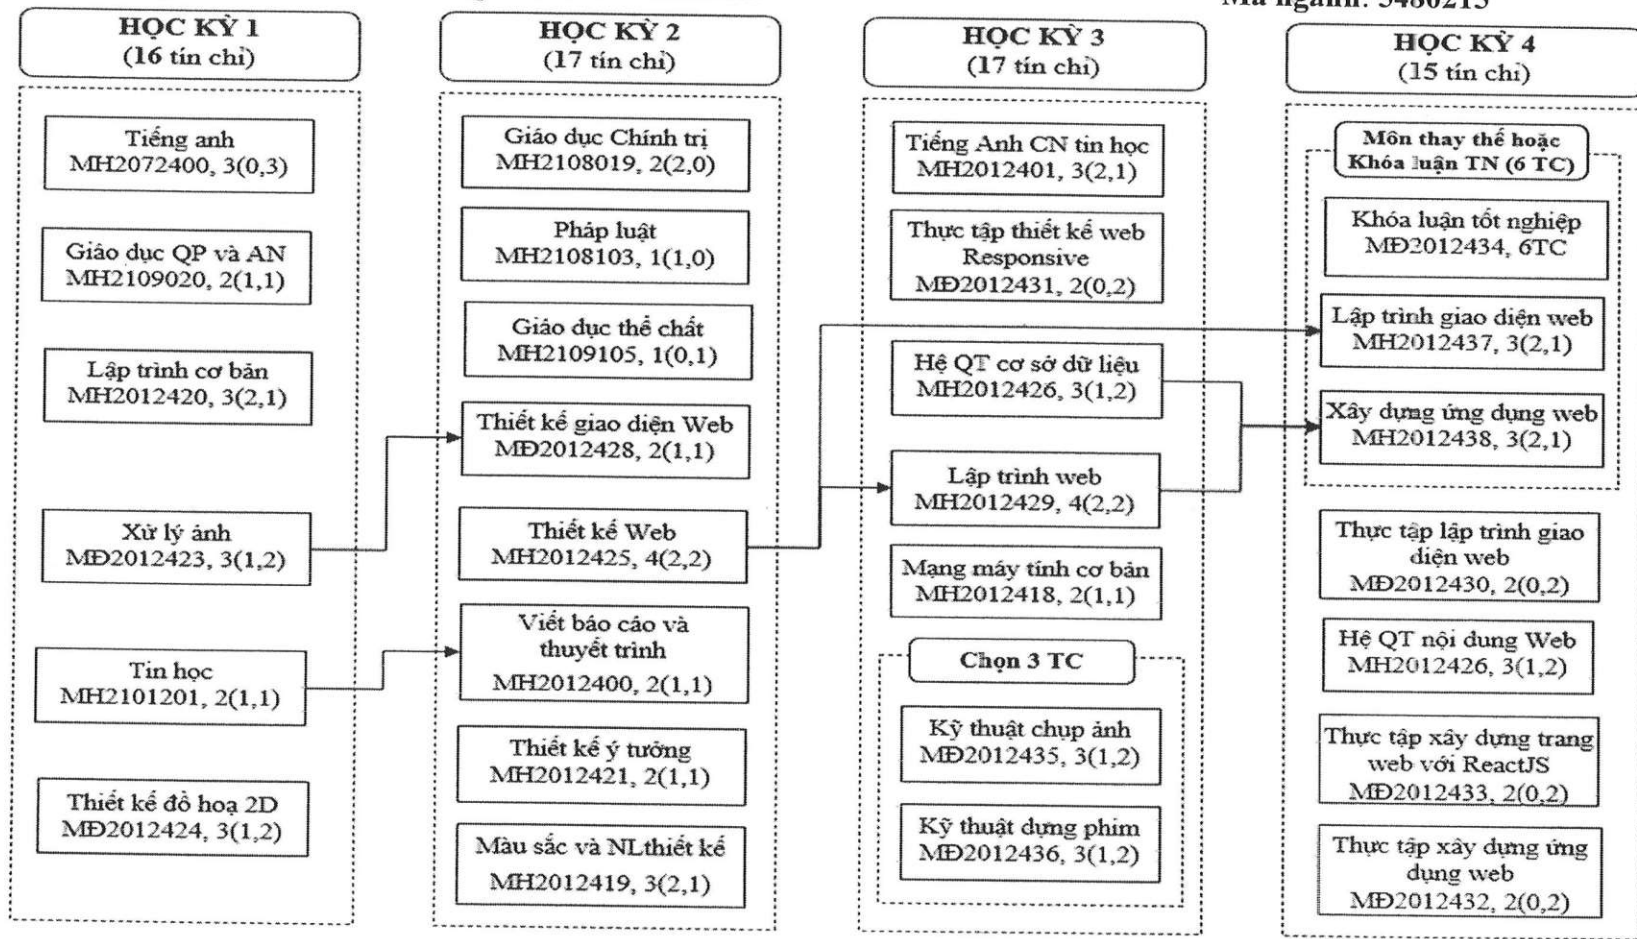 Mã ngành: 5480215
HỌC KỲ 1
(16 tín chỉ)
Tiếng anh
MH2072400, 3(0,3)
Giáo dục QP và AN
MH2109020, 2(1,1)
Lập trình cơ bản
MH2012420, 3(2,1)
Xử lý ảnh
MĐ2012423, 3(1,2)
Tin học
MH2101201, 2(1,1)
Thiết kế đồ hoạ 2D
MĐ2012424, 3(1,2)
HỌC KỲ 2
(17 tín chỉ)
Giáo dục Chính trị
MH2108019, 2(2,0)
Pháp luật
MH2108103, 1(1,0)
Giáo dục thể chất
MH2109105, 1(0,1)
Thiết kế giao diện Web
MĐ2012428, 2(1,1)
Thiết kế Web
MH2012425, 4(2,2)
Viết báo cáo và
thuyết trình
MH2012400, 2(1,1)
Thiết kế ý tưởng
MH2012421, 2(1,1)
Màu sắc và NLthiết kế
MH2012419, 3(2,1)
HỌC KỲ 3
(17 tín chỉ)
Tiếng Anh CN tin học
MH2012401, 3(2,1)
Thực tập thiết kế web
Responsive
MĐ2012431, 2(0,2)
Hệ QT cơ sở dữ liệu
MH2012426, 3(1,2)
Lập trình web
MH2012429, 4(2,2)
Mạng máy tính cơ bản
MH2012418, 2(1,1)
Chọn 3 TC
Kỹ thuật chụp ảnh
MĐ2012435, 3(1,2)
Kỹ thuật dựng phim
MĐ2012436, 3(1,2)
HỌC KỲ 4
(15 tín chỉ)
Môn thay thế hoặc
Khóa luận TN (6 TC)
Khóa luận tốt nghiệp
MĐ2012434, 6TC
Lập trình giao diện web
MH2012437, 3(2,1)
Xây dựng ứng dụng web
MH2012438, 3(2,1)
Thực tập lập trình giao
diện web
MĐ2012430, 2(0,2)
Hệ QT nội dung Web
MH2012426, 3(1,2)
Thực tập xây dựng trang
web với ReactJS
MĐ2012433, 2(0,2)
Thực tập xây dựng ứng
dụng web
MĐ2012432, 2(0,2)